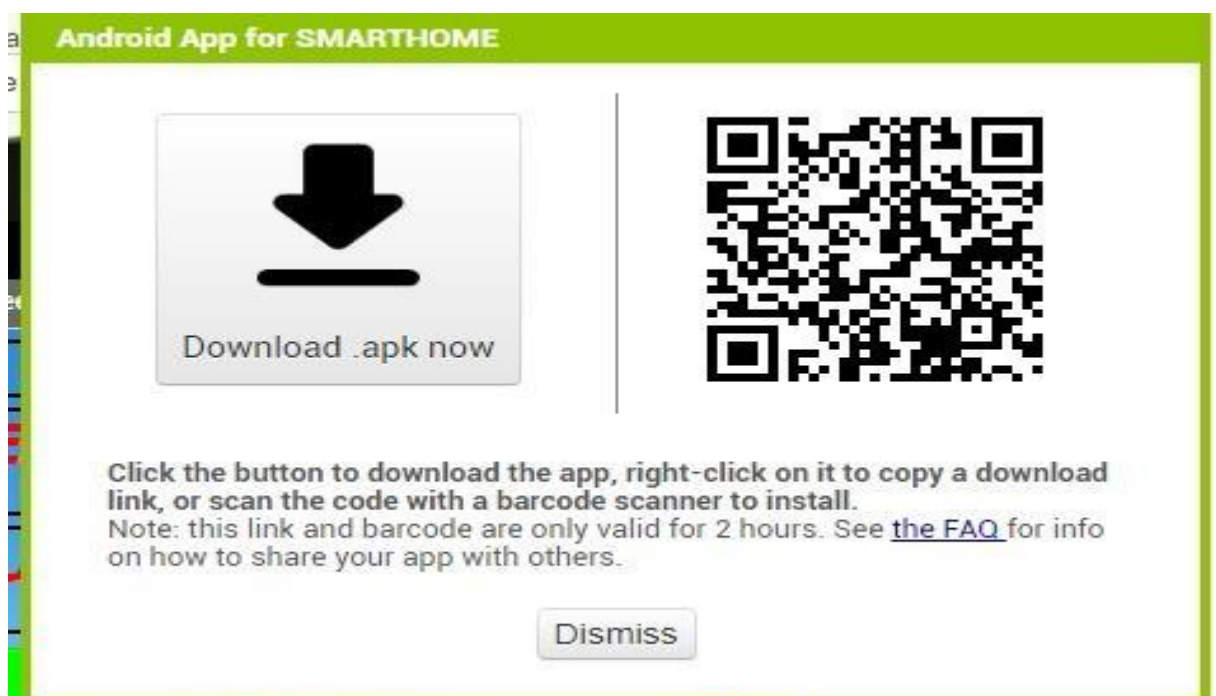 Android App for SMARTHOME
Download .apk now
Click the button to download the app, right-click on it to copy a download
link, or scan the code with a barcode scanner to install.
Note: this link and barcode are only valid for 2 hours. See the FAQ for info
on how to share your app with others.
Dismiss